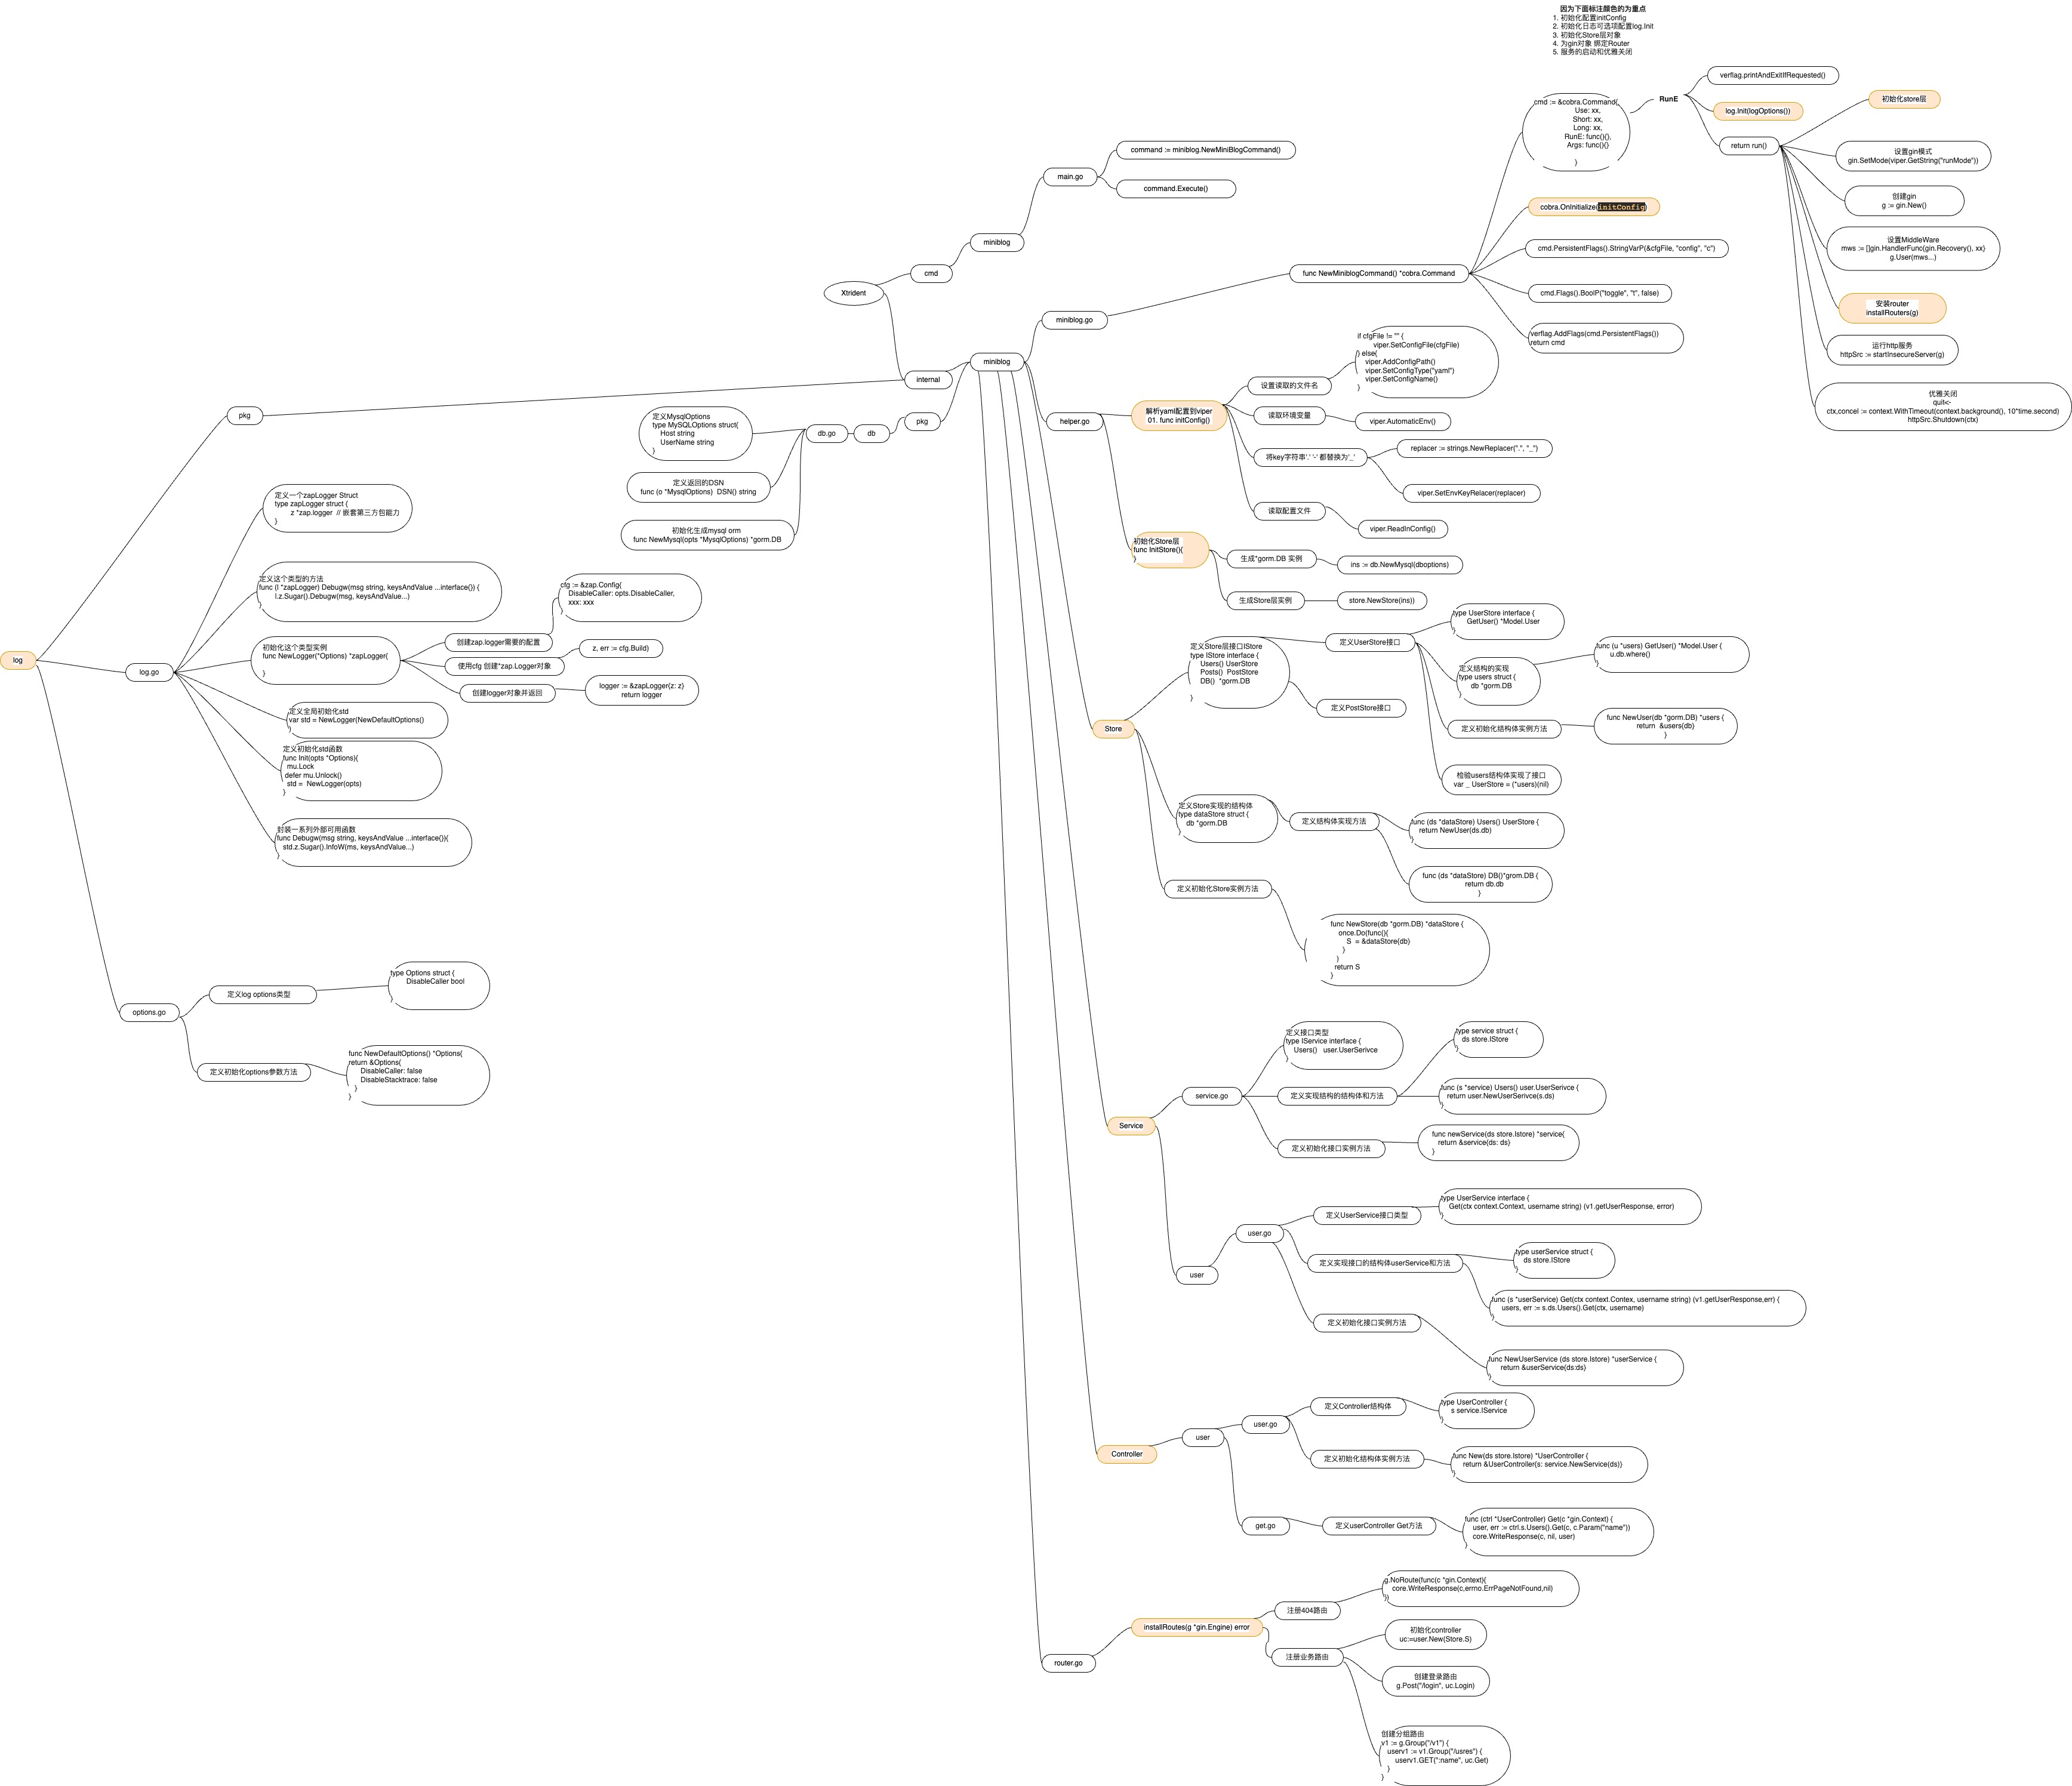 因为下面标注颜色的为重点
1. 初始化配置initConfig
2. 初始化日志可选项配置log.Init
3. 初始化Store层对象
4. 为gin对象 绑定Router
5. 服务的启动和优雅关闭
cmd := &cobra.Command(
Use: xx,
Short: xx,
Long: xx,
RunE: func(){},
Args: func(){}
}
RunE
verflag.printAndExitIfRequested()
log.Init(logOptions())
return run()
初始化store层
设置gin模式
gin.SetMode(viper.GetString("runMode"))
创建gin
g := gin.New()
设置MiddleWare
mws := []gin.HandlerFunc{gin.Recovery(), xx}
g.User(mws...)
安装router
installRouters(g)
运行http服务
httpSrc := startInsecureServer(g)
优雅关闭
quit<-
ctx,concel := context.WithTimeout(context.background(), 10*time.second)
httpSrc.Shutdown(ctx)
command := miniblog.NewMiniBlogCommand()
main.go
command.Execute()
miniblog
cmd
Xtrident
cobra.OnInitialize(initConfig)
cmd.PersistentFlags().StringVarP(&cfgFile, "config", "c")
func NewMiniblogCommand() *cobra.Command
cmd.Flags().BoolP("toggle", "t", false)
verflag.AddFlags(cmd.PersistentFlags())
return cmd
miniblog.go
miniblog
internal
pkg
if cfgFile != "" {
viper.SetConfigFile(cfgFile)
} else{
viper.AddConfigPath()
viper.SetConfigType("yaml")
viper.SetConfigName()
}
设置读取的文件名
helper.go
解析yaml配置到viper
01. func initConfig()
读取环境变量
viper.AutomaticEnv()
将key字符串'.' '-' 都替换为'_'
replacer := strings.NewReplacer(".", "_")
viper.SetEnvKeyRelacer(replacer)
读取配置文件
viper.ReadInConfig()
pkg
db
db.go
定义MysqlOptions
type MySQLOptions struct{
Host string
UserName string
}
定义返回的DSN
func (o *MysqlOptions)  DSN() string
初始化生成mysql orm
func NewMysql(opts *MysqlOptions) *gorm.DB
初始化Store层
func InitStore(){
}
生成*gorm.DB 实例
ins := db.NewMysql(dboptions)
生成Store层实例
store.NewStore(ins))
定义一个zapLogger Struct
type zapLogger struct {
z *zap.logger  // 嵌套第三方包能力
}
定义这个类型的方法
func (l *zapLogger) Debugw(msg string, keysAndValue ...interface{}) {
l.z.Sugar().Debugw(msg, keysAndValue...)
}
初始化这个类型实例
func NewLogger(*Options) *zapLogger{
}
cfg := &zap.Config{
DisableCaller: opts.DisableCaller,
xxx: xxx
}
创建zap.logger需要的配置
使用cfg 创建*zap.Logger对象
z, err := cfg.Build)
创建logger对象并返回
logger := &zapLogger{z: z}
return logger
log
log.go
定义全局初始化std
var std = NewLogger(NewDefaultOptions()
)
定义初始化std函数
func Init(opts *Options){
mu.Lock
defer mu.Unlock()
std =  NewLogger(opts)
}
封装一系列外部可用函数
func Debugw(msg string, keysAndValue ...interface{}){
std.z.Sugar().InfoW(ms, keysAndValue...)
}
options.go
定义log options类型
type Options struct {
DisableCaller bool
}
定义初始化options参数方法
func NewDefaultOptions() *Options{
return &Options{
DisableCaller: false
DisableStacktrace: false
}
}
Store
定义Store层接口IStore
type IStore interface {
Users() UserStore
Posts()  PostStore
DB()  *gorm.DB
}
定义UserStore接口
type UserStore interface {
GetUser() *Model.User
}
定义结构的实现
type users struct {
db *gorm.DB
}
func (u *users) GetUser() *Model.User {
u.db.where()
}
定义PostStore接口
定义初始化结构体实例方法
func NewUser(db *gorm.DB) *users {
return  &users{db}
}
检验users结构体实现了接口
var _ UserStore = (*users)(nil)
定义Store实现的结构体
type dataStore struct {
db *gorm.DB
}
定义结构体实现方法
func (ds *dataStore) Users() UserStore {
return NewUser(ds.db)
}
func (ds *dataStore) DB()*grom.DB {
return db.db
}
定义初始化Store实例方法
func NewStore(db *gorm.DB) *dataStore {
once.Do(func(){
S  = &dataStore{db}
}
)
return S
}
Service
service.go
定义接口类型
type IService interface {
Users()   user.UserSerivce
}
定义实现结构的结构体和方法
type service struct {
ds store.IStore
}
func (s *service) Users() user.UserSerivce {
return user.NewUserSerivce(s.ds)
}
定义初始化接口实例方法
func newService(ds store.Istore) *service{
return &service{ds: ds}
}
user
user.go
定义UserService接口类型
type UserService interface {
Get(ctx context.Context, username string) (v1.getUserResponse, error)
}
定义实现接口的结构体userService和方法
type userService struct {
ds store.IStore
}
func (s *userService) Get(ctx context.Contex, username string) (v1.getUserResponse,err) {
users, err := s.ds.Users().Get(ctx, username)
}
定义初始化接口实例方法
func NewUserService (ds store.Istore) *userService {
return &userService{ds:ds}
}
Controller
user
user.go
定义Controller结构体
type UserController {
s service.IService
}
定义初始化结构体实例方法
func New(ds store.Istore) *UserController {
return &UserController{s: service.NewService(ds)}
}
get.go
定义userController Get方法
func (ctrl *UserController) Get(c *gin.Context) {
user, err := ctrl.s.Users().Get(c, c.Param("name"))
core.WriteResponse(c, nil, user)
}
router.go
installRoutes(g *gin.Engine) error
注册404路由
g.NoRoute(func(c *gin.Context){
core.WriteResponse(c,errno.ErrPageNotFound,nil)
})
注册业务路由
初始化controller
uc:=user.New(Store.S)
创建登录路由
g.Post("/login", uc.Login)
创建分组路由
v1 := g.Group("/v1") {
userv1 := v1.Group("/usres") {
userv1.GET(":name", uc.Get)
}
}